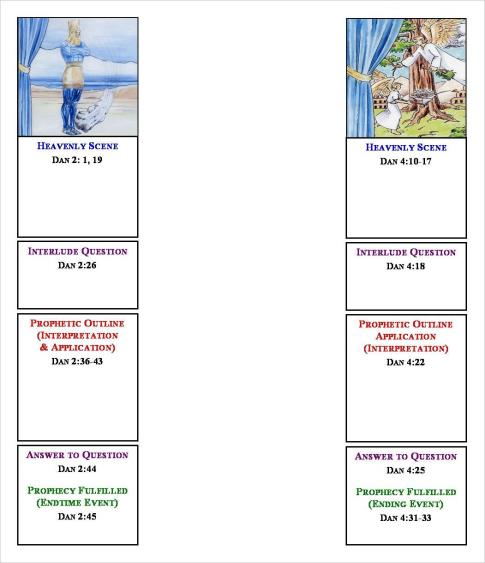 Heavenly Scene
Dan 2: 1, 19
Interlude Question
Dan 2:26
Prophetic Outline
(Interpretation
& Application)
Dan 2:36-43
Answer to Question
Dan 2:44
Prophecy Fulfilled
(Endtime Event)
Dan 2:45
Heavenly Scene
Dan 4:10-17
Interlude Question
Dan 4:18
Prophetic Outline
Application
(Interpretation)
Dan 4:22
Answer to Question
Dan 4:25
Prophecy Fulfilled
(Ending Event)
Dan 4:31-33